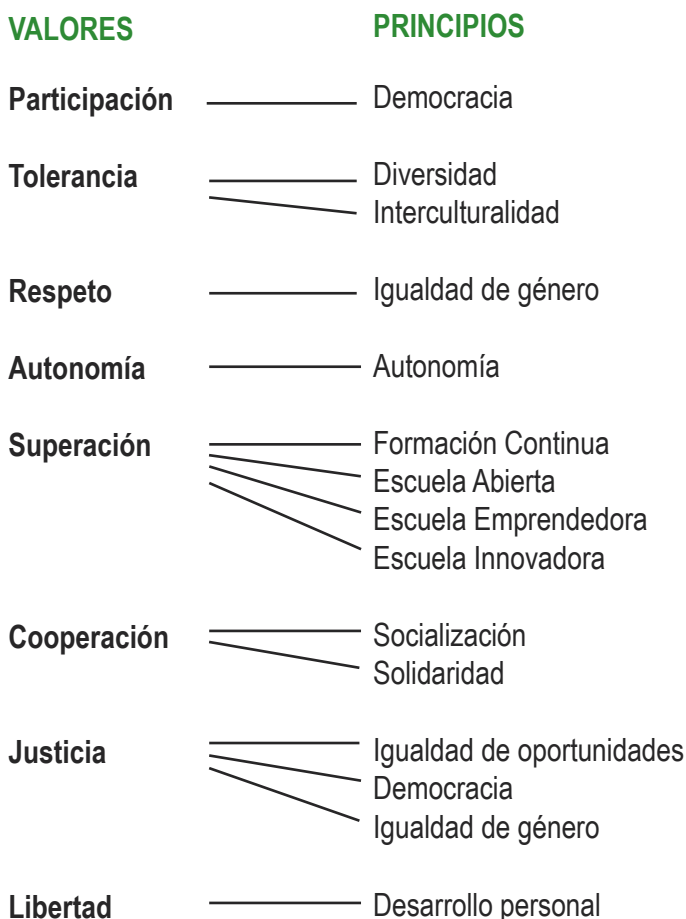 VALORES PRINCIPIOS
Participación Democracia
Tolerancia Diversidad
Interculturalidad
Respeto Igualdad de género
Autonomía Autonomía
Superación Formación Continua
Escuela Abierta
Escuela Emprendedora
Escuela Innovadora
Cooperación Socialización
Solidaridad
Justicia Igualdad de oportunidades
Democracia
Igualdad de género
Libertad Desarrollo personal